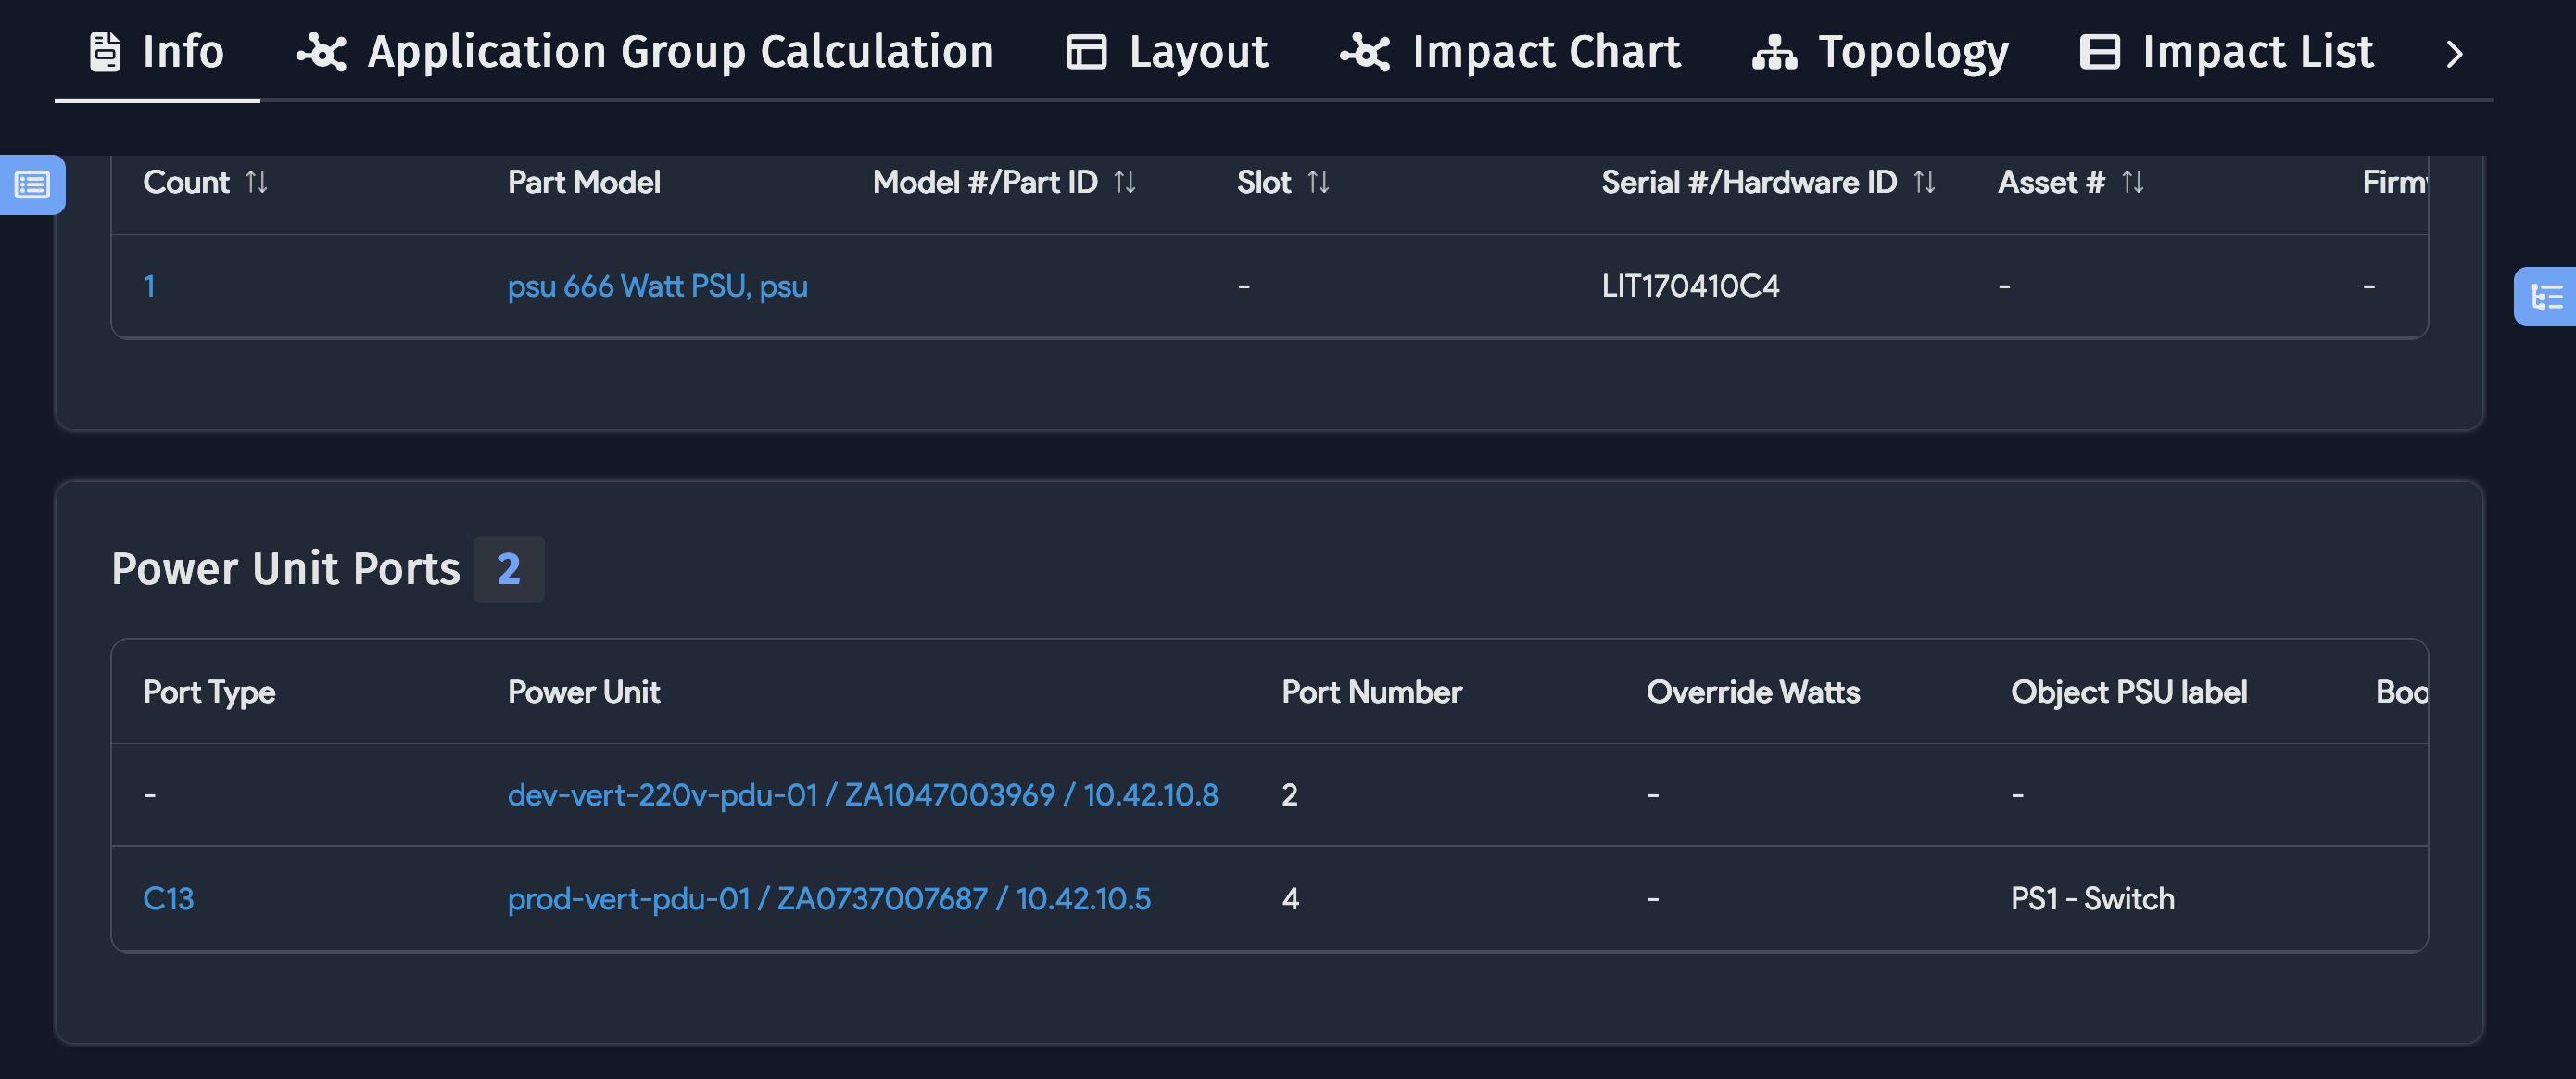 Info Application Group Calculation Layout Impact Chart Topology Impact List
Count Part Model Model #/Part ID Slot Serial #/Hardware ID Asset # Firm
1 psu 666 Watt PSU, psu - LIT170410C4 - -
Power Unit Ports 2
Port Type Power Unit Port Number Override Watts Object PSU label Boo
- dev-vert-220v-pdu-01 / ZA1047003969 / 10.42.10.8 2 - -
C13 prod-vert-pdu-01 / ZA0737007687 / 10.42.10.5 4 - PS1 - Switch